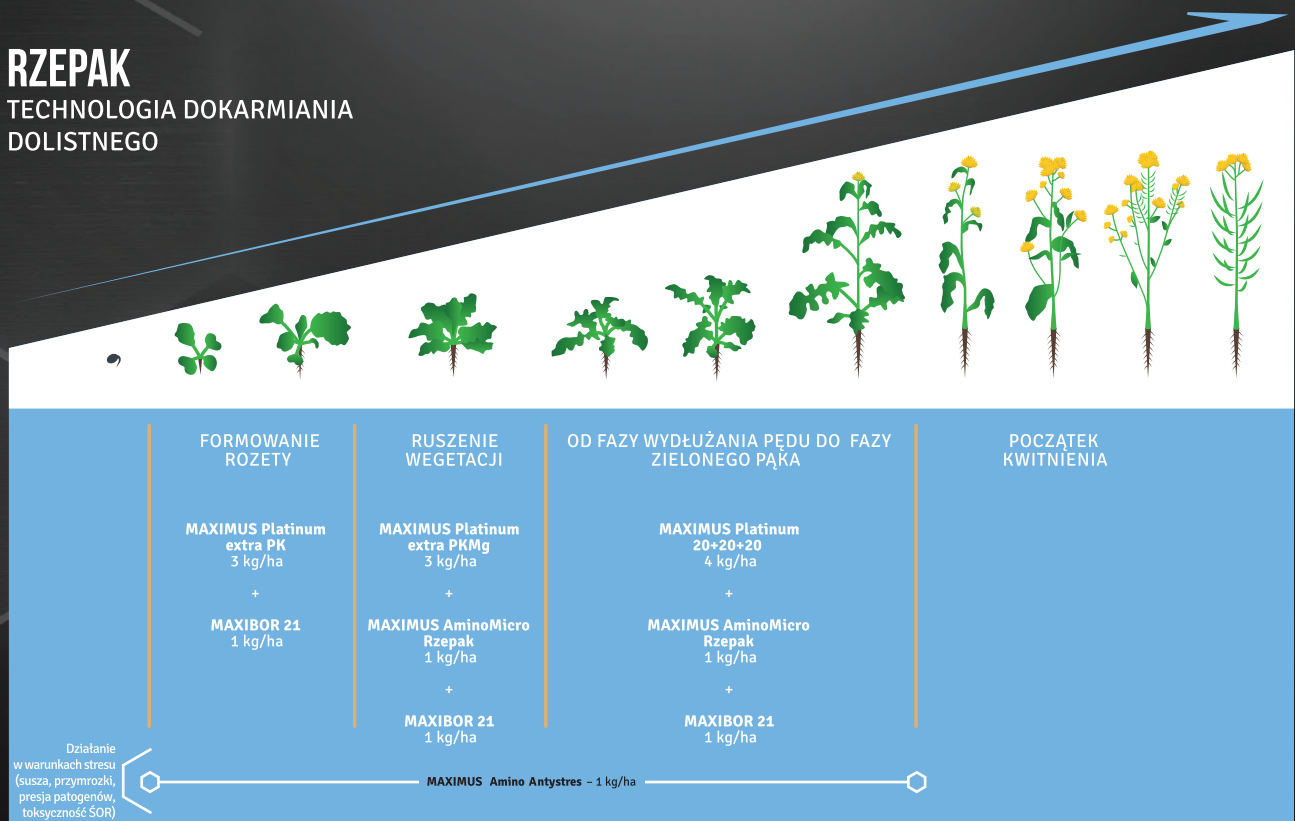 RZEPAK
TECHNOLOGIA DOKARMIANIA
DOLISTNEGO
FORMOWANIE
ROZETY
MAXIMUS Platinum
extra PK
3 kg/ha
+
MAXIBOR 21
1 kg/ha
RUSZENIE
WEGETACJI
MAXIMUS Platinum
extra PKMg
3 kg/ha
+
MAXIMUS AminoMicro
Rzepak
1 kg/ha
+
MAXIBOR 21
1 kg/ha
OD FAZY WYDŁUŻANIA PĘDU DO FAZY
ZIELONEGO PĄKA
MAXIMUS Platinum
20+20+20
4 kg/ha
+
MAXIMUS AminoMicro
Rzepak
1 kg/ha
+
MAXIBOR 21
1 kg/ha
POCZĄTEK
KWITNIENIA
Działanie
w warunkach stresu
(susza, przymrozki,
presja patogenów,
toksyczność ŚOR)
MAXIMUS Amino Antystres – 1 kg/ha